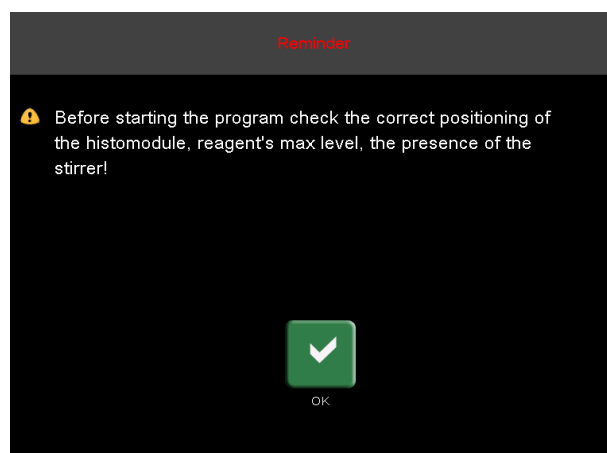 Reminder
Before starting the program check the correct positioning of
the histomodule, reagent's max level, the presence of the
stirrer!
OK